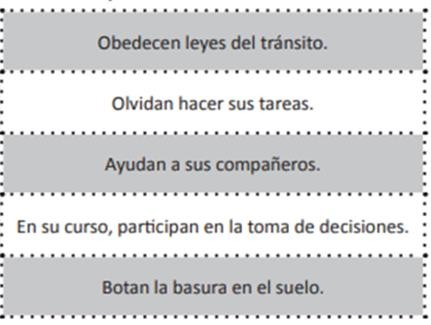 Obedecen leyes del tránsito.
Olvidan hacer sus tareas.
Ayudan a sus compañeros.
En su curso, participan en la toma de decisiones.
Botan la basura en el suelo.